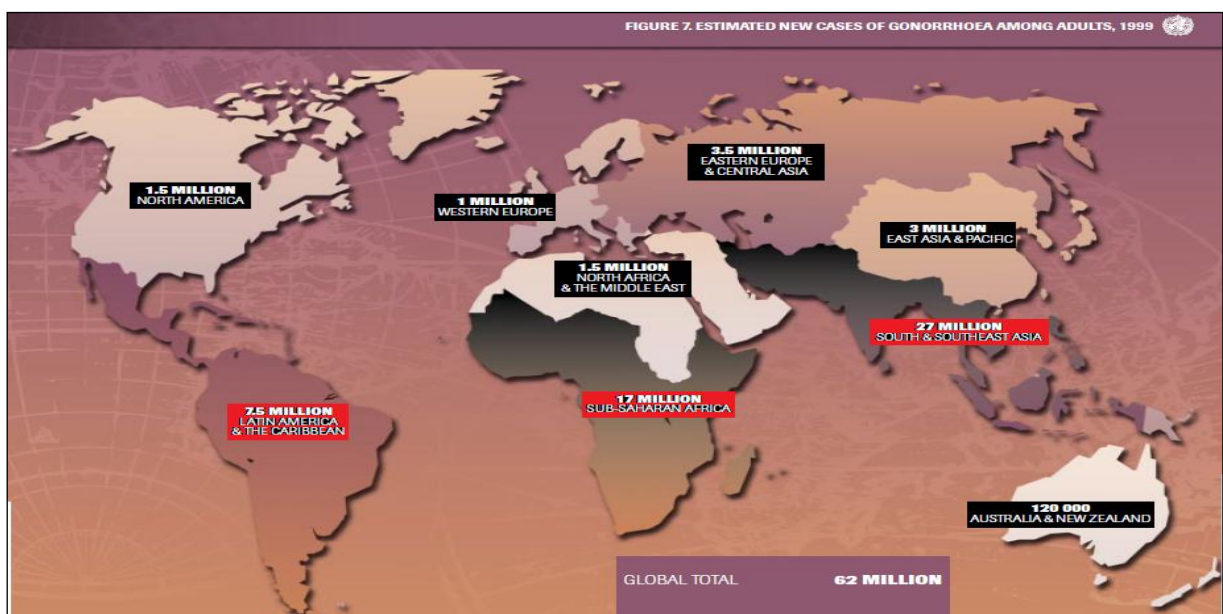 FIGURE 7. ESTIMATED NEW CASES OF GONORRHOEA AMONG ADULTS, 1999
3.5 MILLION
EASTERN EUROPE
& CENTRAL ASIA
1.5 MILLION
NORTH AMERICA
1 MILLION
WESTERN EUROPE
3 MILLION
EAST ASIA & PACIFIC
1.5 MILLION
NORTH AFRICA
& THE MIDDLE EAST
27 MILLION
SOUTH & SOUTHEAST ASIA
17 MILLION
SUB-SAHARAN AFRICA
7.5 MILLION
LATIN AMERICA
& THE CARIBBEAN
120 000
AUSTRALIA & NEW ZEALAND
GLOBAL TOTAL 62 MILLION